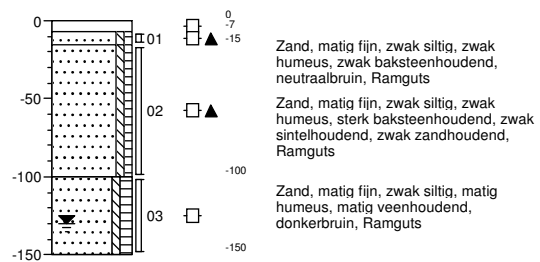 0
-50
-100
-150
01
02
03
0
-7
-15
-100
-150
Zand, matig fijn, zwak siltig, zwak
humeus, zwak baksteenhoudend,
neutraalbruin, Ramguts
Zand, matig fijn, zwak siltig, zwak
humeus, sterk baksteenhoudend, zwak
sintelhoudend, zwak zandhoudend,
Ramguts
Zand, matig fijn, zwak siltig, matig
humeus, matig veenhoudend,
donkerbruin, Ramguts